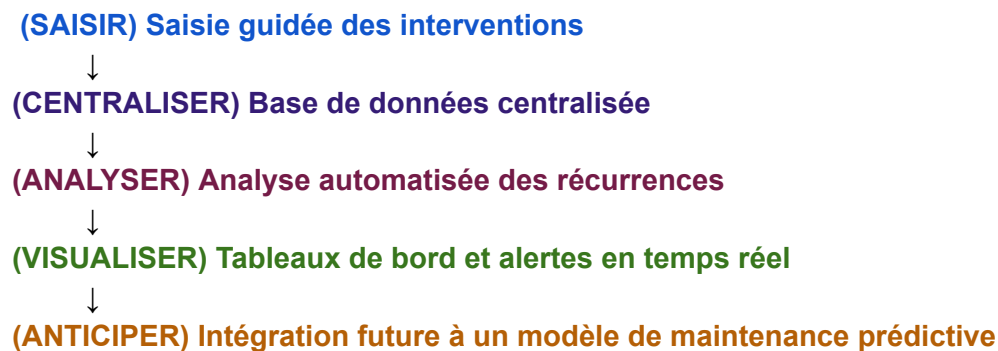 (SAISIR) Saisie guidée des interventions
↓
(CENTRALISER) Base de données centralisée
↓
(ANALYSER) Analyse automatisée des récurrences
↓
(VISUALISER) Tableaux de bord et alertes en temps réel
↓
(ANTICIPER) Intégration future à un modèle de maintenance prédictive